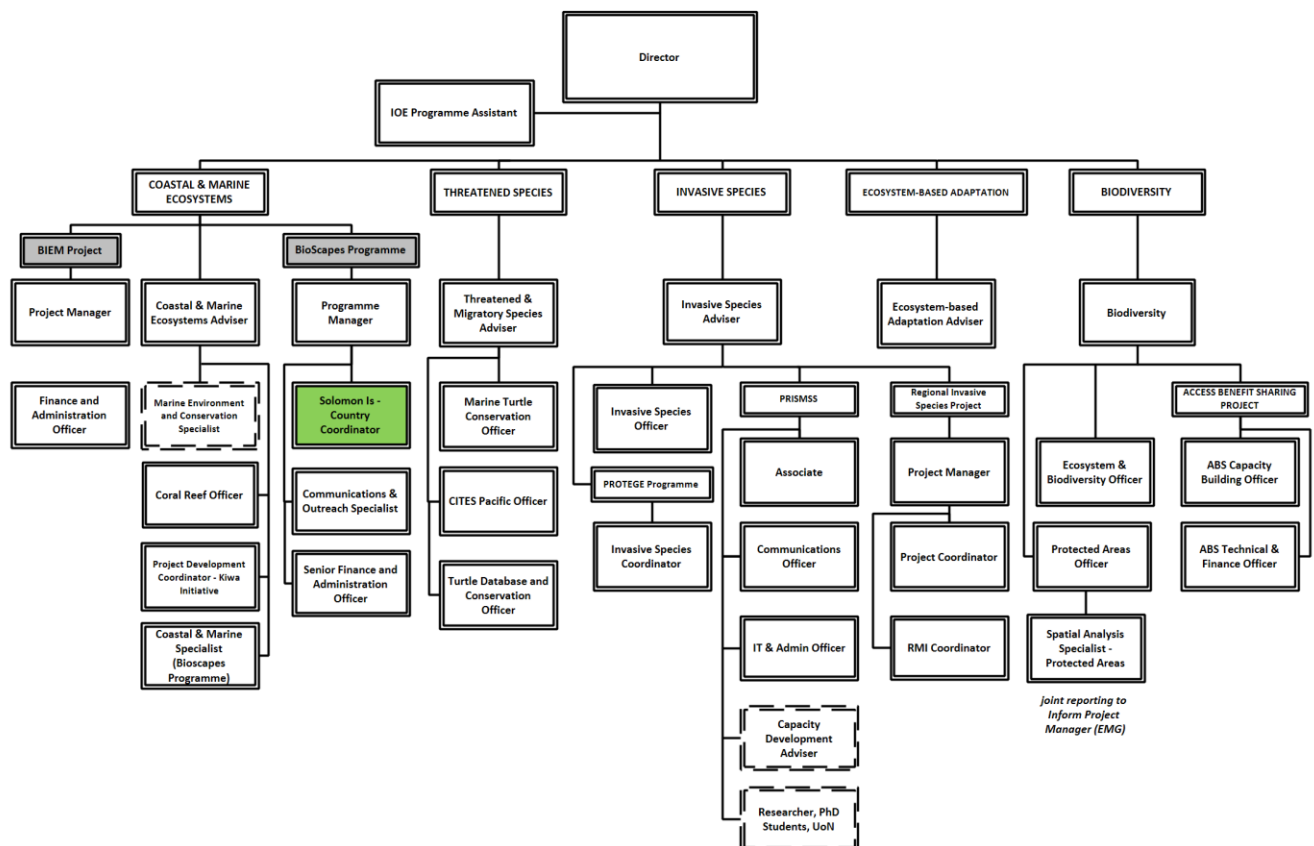 Director
IOE Programme Assistant
COASTAL & MARINE
ECOSYSTEMS
THREATENED SPECIES
INVASIVE SPECIES
ECOSYSTEM-BASED ADAPTATION
BIODIVERSITY
BIEM Project
BioScapes Programme
Project Manager
Coastal & Marine
Ecosystems Adviser
Programme
Manager
Threatened &
Migratory Species
Adviser
Invasive Species
Adviser
Ecosystem-based
Adaptation Adviser
Biodiversity
Finance and
Administration
Officer
Marine Environment
and Conservation
Specialist
Solomon Is -
Country
Coordinator
Marine Turtle
Conservation
Officer
Invasive Species
Officer
PRISMSS
Regional Invasive
Species Project
ACCESS BENEFIT SHARING
PROJECT
Coral Reef Officer
Communications &
Outreach Specialist
CITES Pacific Officer
PROTEGE Programme
Associate
Project Manager
Ecosystem &
Biodiversity Officer
ABS Capacity
Building Officer
Project Development
Coordinator - Kiwa
Initiative
Senior Finance and
Administration
Officer
Turtle Database and
Conservation
Officer
Invasive Species
Coordinator
Communications
Officer
Project Coordinator
Protected Areas
Officer
ABS Technical &
Finance Officer
Coastal & Marine
Specialist
(Bioscapes
Programme)
IT & Admin Officer
RMI Coordinator
Spatial Analysis
Specialist -
Protected Areas
joint reporting to
Inform Project
Manager (EMG)
Capacity
Development
Adviser
Researcher, PhD
Students, UoN